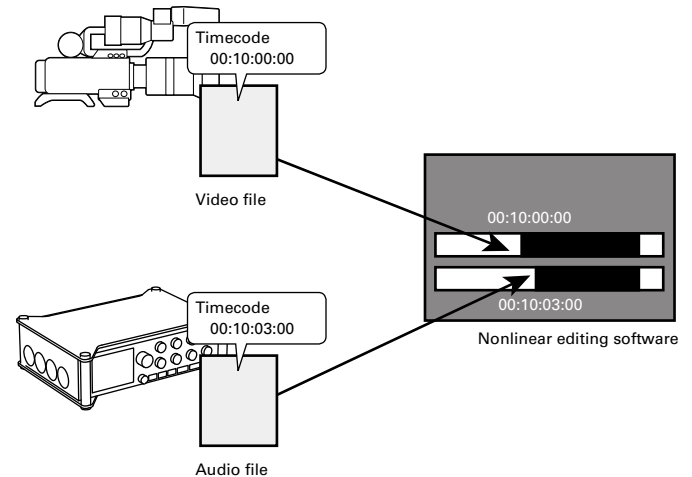 Timecode
00:10:00:00
Video file
00:10:00:00
00:10:03:00
Nonlinear editing software
Timecode
00:10:03:00
Audio file